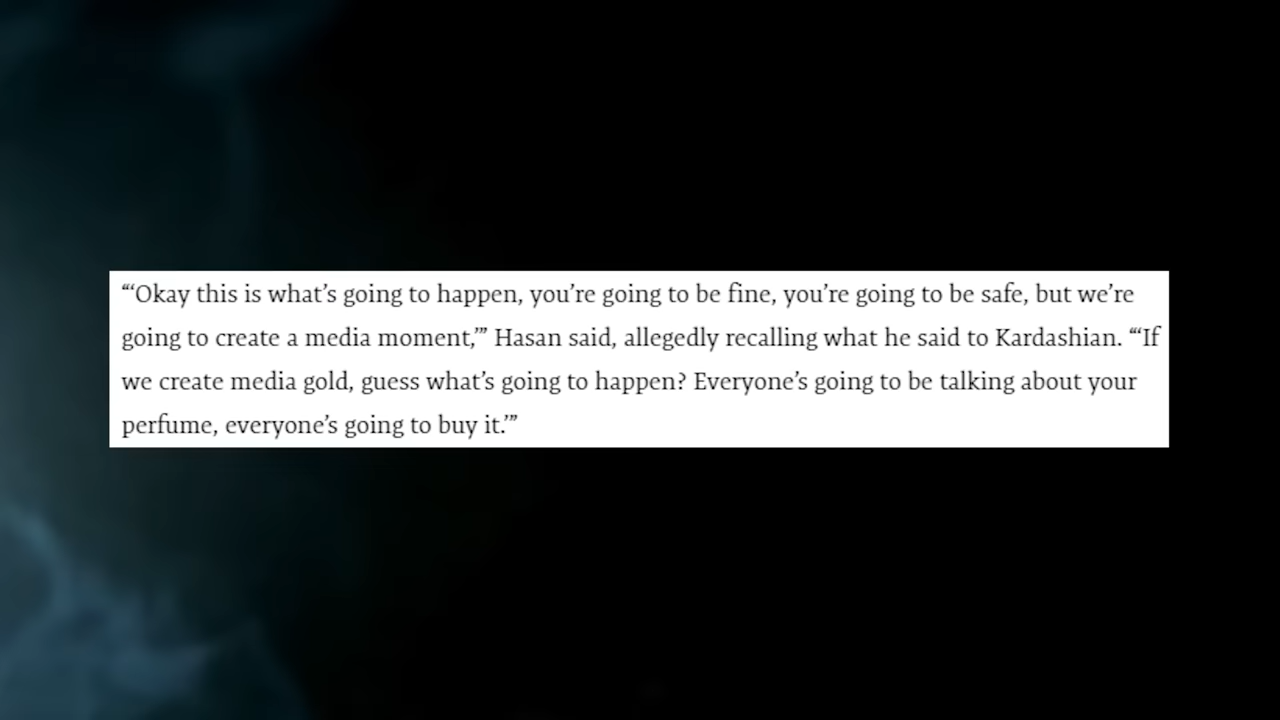 “‘Okay this is what’s going to happen, you’re going to be fine, you’re going to be safe, but we’re
going to create a media moment,’” Hasan said, allegedly recalling what he said to Kardashian. “‘If
we create media gold, guess what’s going to happen? Everyone’s going to be talking about your
perfume, everyone’s going to buy it.’”